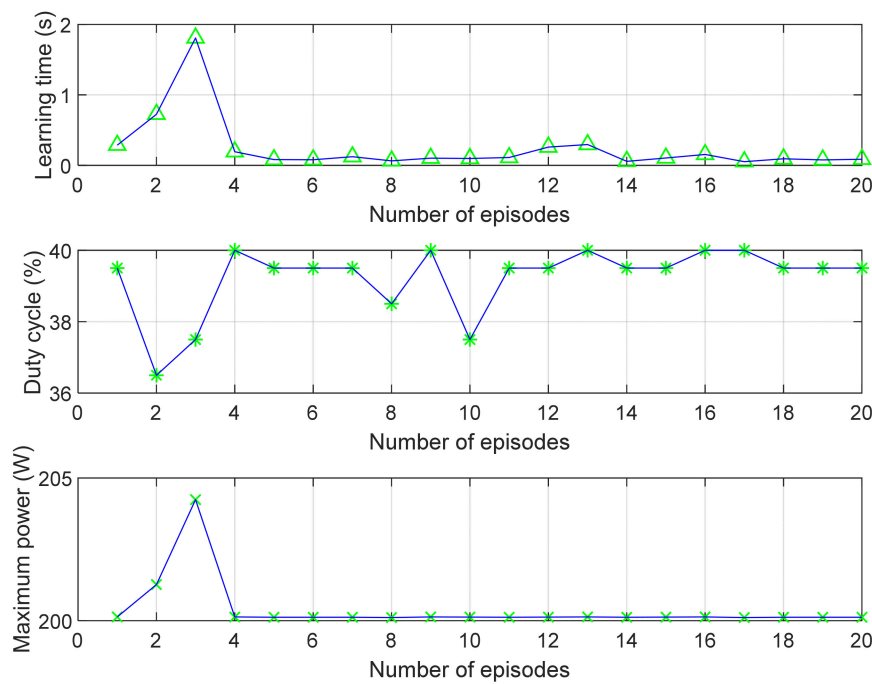 Learning time (s)
2
1
0
0 2 4 6 8 10 12 14 16 18 20
Number of episodes
Duty cycle (%)
40
38
36
0 2 4 6 8 10 12 14 16 18 20
Number of episodes
Maximum power (W)
205
200
0 2 4 6 8 10 12 14 16 18 20
Number of episodes